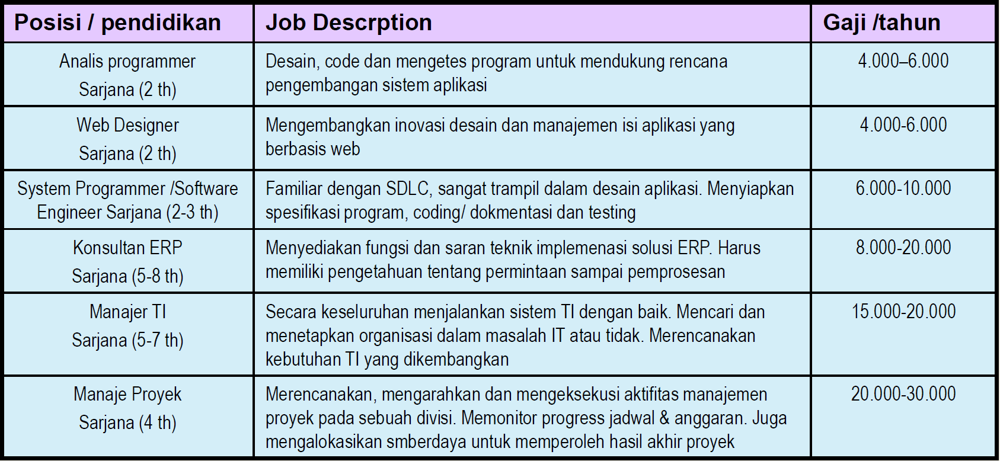 Posisi / pendidikan
Job Descrption
Gaji /tahun
Analis programmer
Sarjana (2 th)
Desain, code dan mengetes program untuk mendukung rencana
pengembangan sistem aplikasi
4.000–6.000
Web Designer
Sarjana (2 th)
Mengembangkan inovasi desain dan manajemen isi aplikasi yang
berbasis web
4.000-6.000
System Programmer /Software
Engineer Sarjana (2-3 th)
Familiar dengan SDLC, sangat trampil dalam desain aplikasi. Menyiapkan
spesifikasi program, coding/ dokmentasi dan testing
6.000-10.000
Konsultan ERP
Sarjana (5-8 th)
Menyediakan fungsi dan saran teknik implemenasi solusi ERP. Harus
memiliki pengetahuan tentang permintaan sampai pemprosesan
8.000-20.000
Manajer TI
Sarjana (5-7 th)
Secara keseluruhan menjalankan sistem TI dengan baik. Mencari dan
menetapkan organisasi dalam masalah IT atau tidak. Merencanakan
kebutuhan TI yang dikembangkan
15.000-20.000
Manaje Proyek
Sarjana (4 th)
Merencanakan, mengarahkan dan mengeksekusi aktifitas manajemen
proyek pada sebuah divisi. Memonitor progress jadwal & anggaran. Juga
mengalokasikan smberdaya untuk memperoleh hasil akhir proyek
20.000-30.000